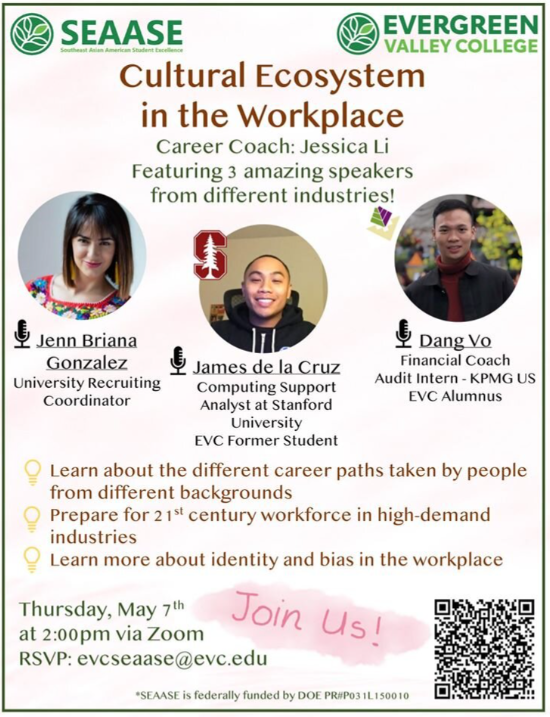 SEAASE
Southeast Asian American Student Excellence
EVERGREEN
VALLEY COLLEGE
Cultural Ecosystem
in the Workplace
Career Coach: Jessica Li
Featuring 3 amazing speakers
from different industries!
Jenn Briana
Gonzalez
University Recruiting
Coordinator
James de la Cruz
Computing Support
Analyst at Stanford
University
EVC Former Student
Dang Vo
Financial Coach
Audit Intern - KPMG US
EVC Alumnus
Learn about the different career paths taken by people
from different backgrounds
Prepare for 21st century workforce in high-demand
industries
Learn more about identity and bias in the workplace
Thursday, May 7th
at 2:00pm via Zoom
RSVP: evcseaase@evc.edu
Join Us!
*SEAASE is federally funded by DOE PR#P031L150010